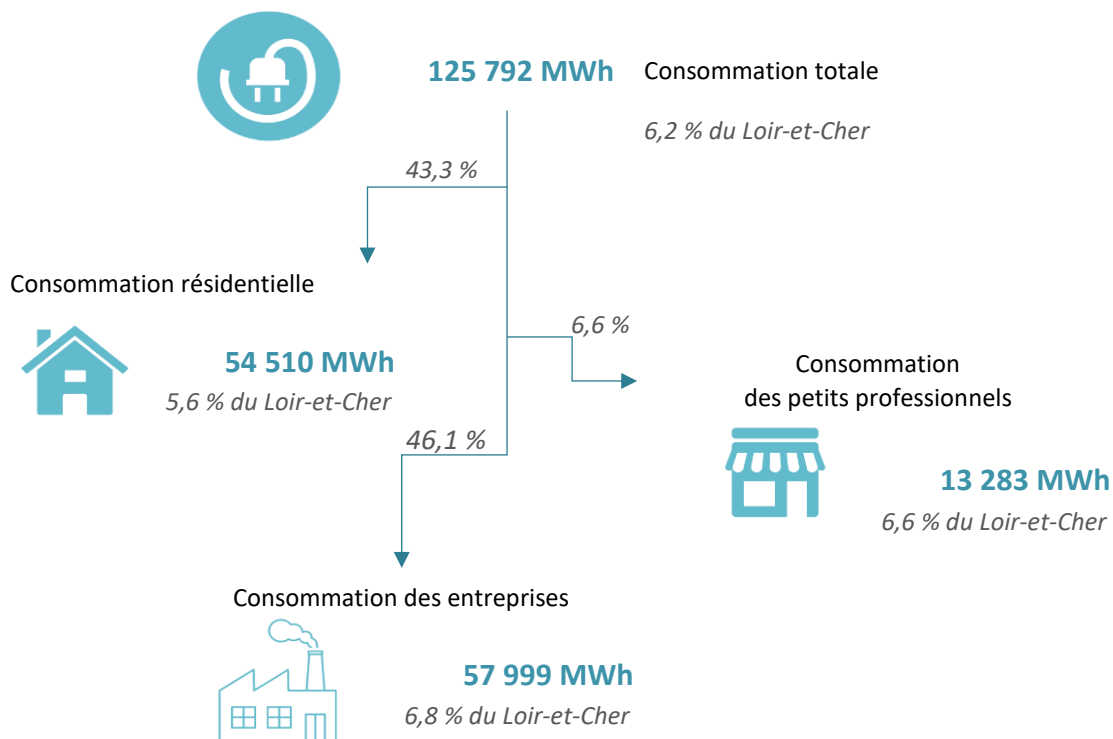 125 792 MWh
Consommation totale
6,2 % du Loir-et-Cher
43,3 %
Consommation résidentielle
54 510 MWh
5,6 % du Loir-et-Cher
6,6 %
Consommation
des petits professionnels
13 283 MWh
6,6 % du Loir-et-Cher
46,1 %
Consommation des entreprises
57 999 MWh
6,8 % du Loir-et-Cher